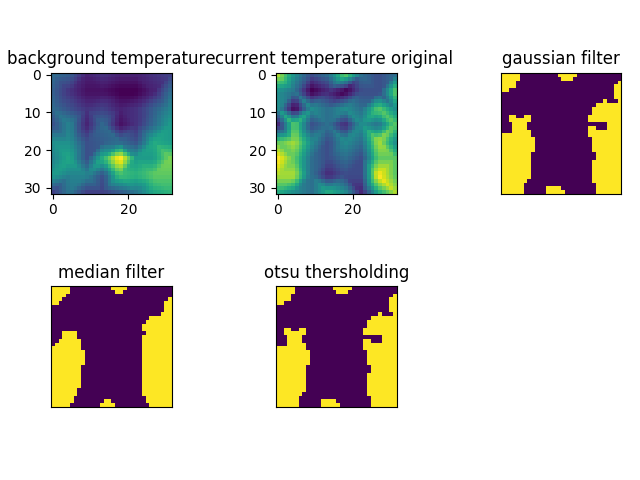 background temperature
current temperature original
gaussian filter
0
10
20
30
0
20
0
10
20
30
0
20
median filter
otsu thersholding